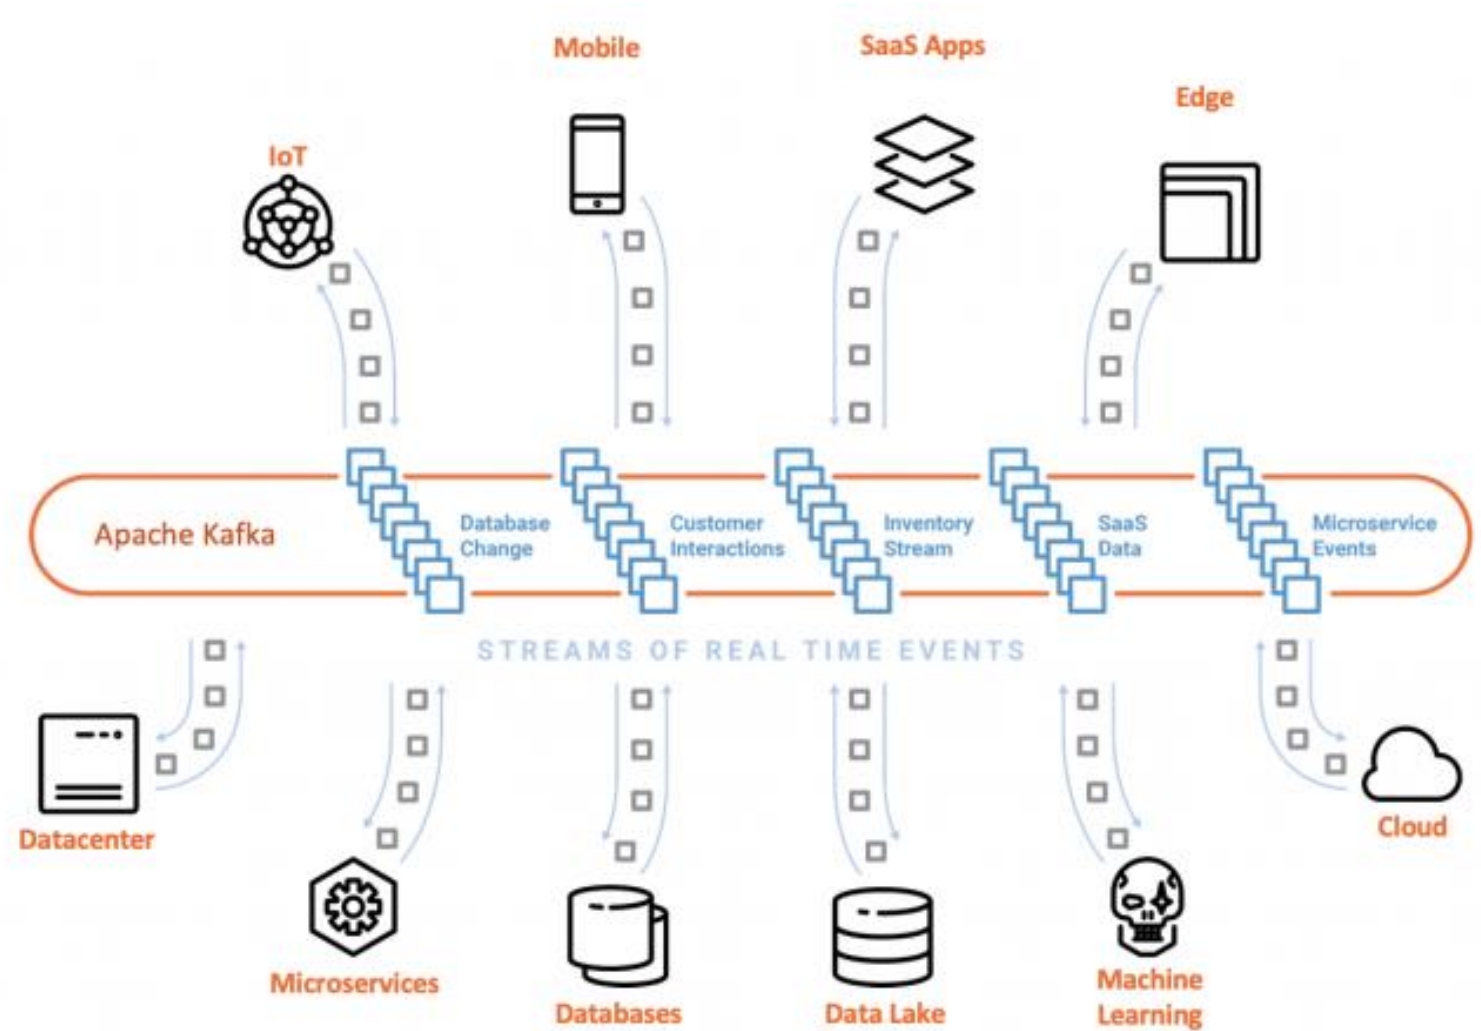 Mobile
SaaS Apps
Edge
IoT
Apache Kafka
Database
Change
Customer
Interactions
Inventory
Stream
SaaS
Data
Microservice
Events
STREAMS OF REAL TIME EVENTS
Datacenter
Cloud
Microservices
Databases
Data Lake
Machine
Learning